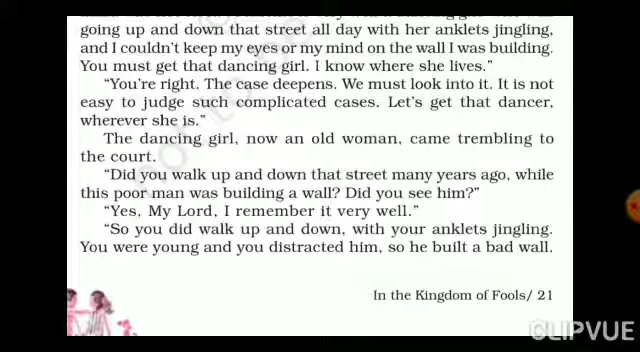 going up and down that street all day with her anklets jingling,
and I couldn't keep my eyes or my mind on the wall I was building.
You must get that dancing girl. I know where she lives."
"You're right. The case deepens. We must look into it. It is not
easy to judge such complicated cases. Let's get that dancer,
wherever she is."
The dancing girl, now an old woman, came trembling to
the court.
"Did you walk up and down that street many years ago, while
this poor man was building a wall? Did you see him?"
"Yes, My Lord, I remember it very well."
"So you did walk up and down, with your anklets jingling.
You were young and you distracted him, so he built a bad wall.
In the Kingdom of Fools/ 21
CLIPVUE